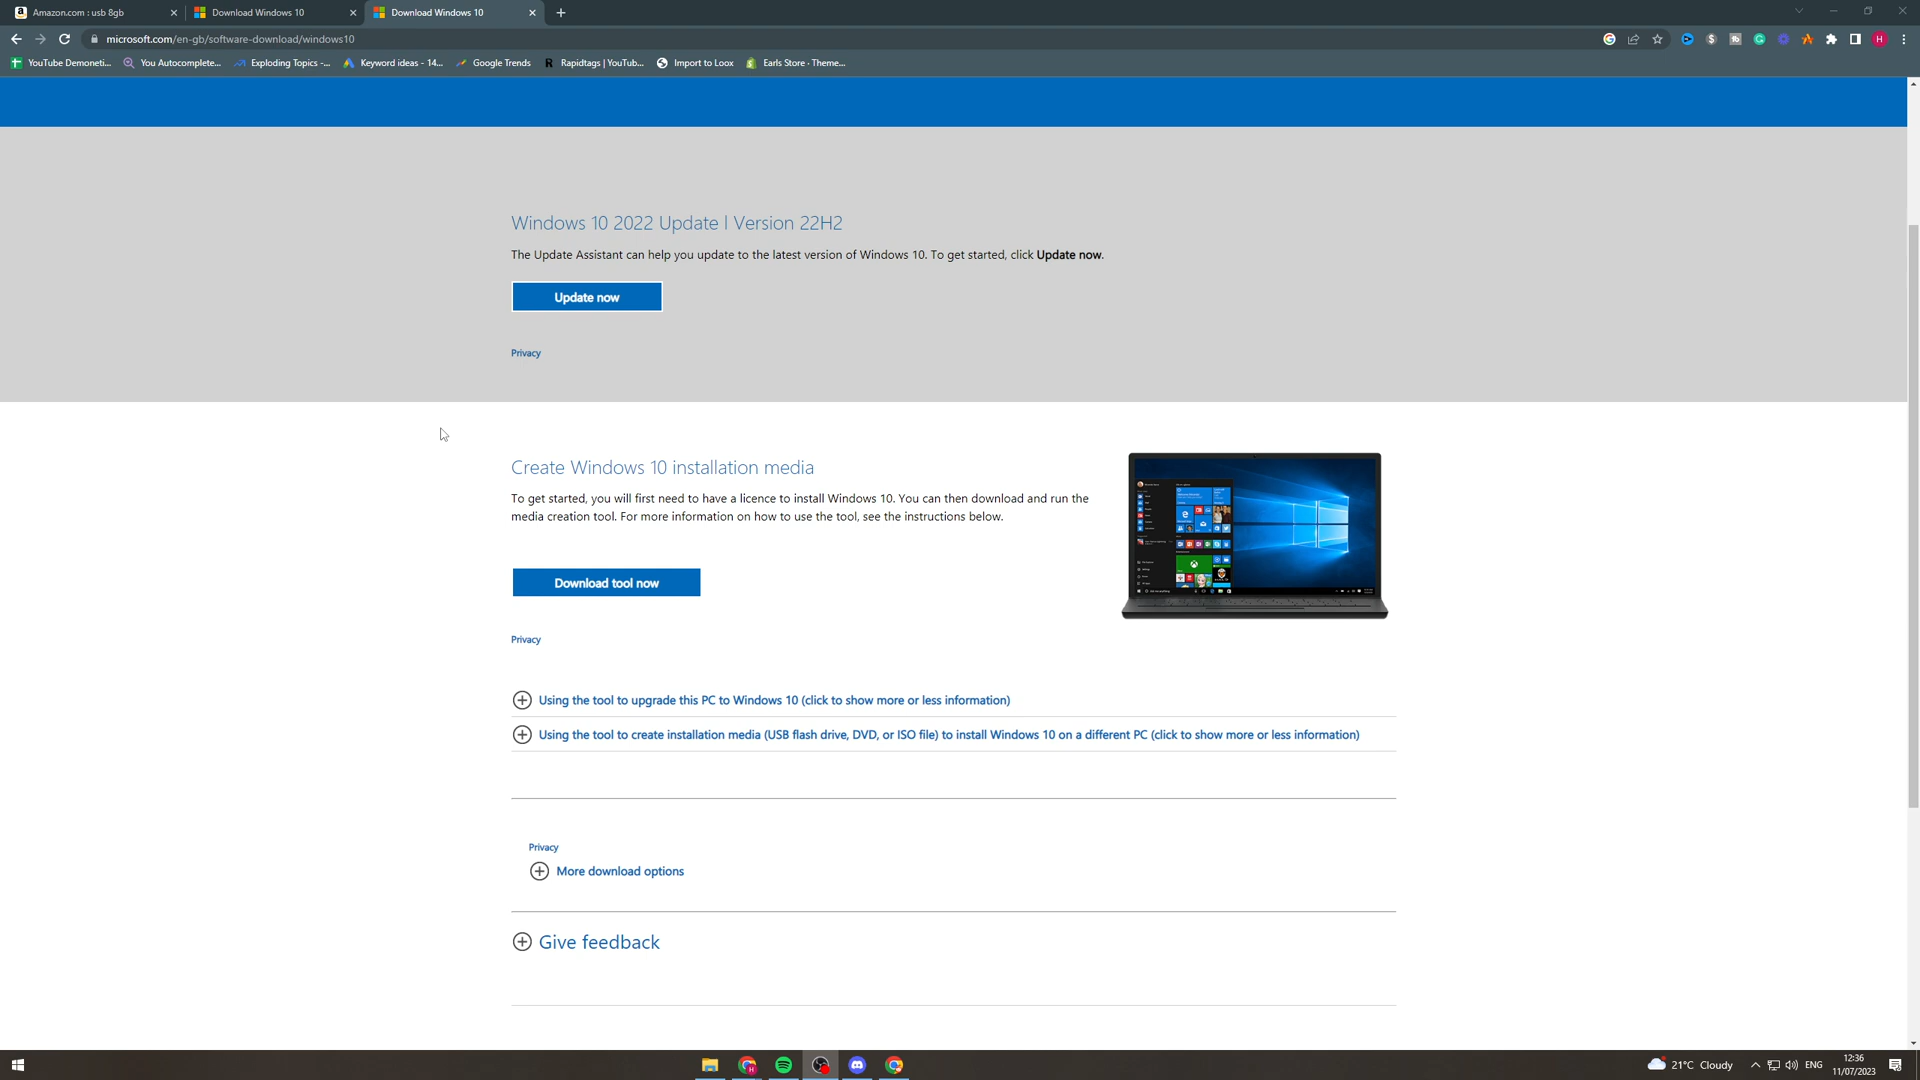 Amazon.com : usb 8gb
Download Windows 10
Download Windows 10
microsoft.com/en-gb/software-download/windows10
H
YouTube Demoneti...
You Autocomplete...
Exploding Topics -...
Keyword ideas - 14...
Google Trends
Rapidtags | YouTub...
Import to Loox
Earls Store · Theme...
Windows 10 2022 Update l Version 22H2
The Update Assistant can help you update to the latest version of Windows 10. To get started, click Update now.
Update now
Privacy
Create Windows 10 installation media
To get started, you will first need to have a licence to install Windows 10. You can then download and run the
media creation tool. For more information on how to use the tool, see the instructions below.
Download tool now
Privacy
Using the tool to upgrade this PC to Windows 10 (click to show more or less information)
Using the tool to create installation media (USB flash drive, DVD, or ISO file) to install Windows 10 on a different PC (click to show more or less information)
Privacy
More download options
Give feedback
21°C Cloudy
ENG
12:36
11/07/2023